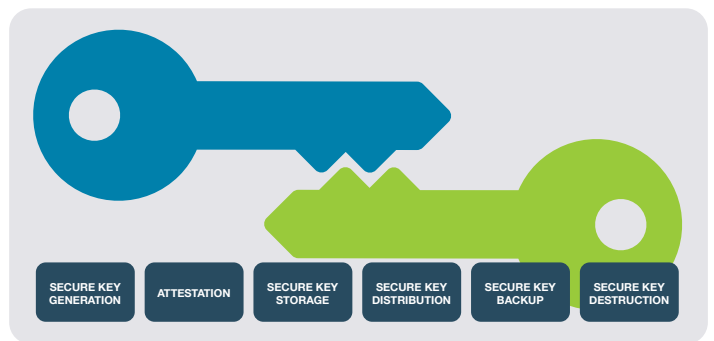 SECURE KEY
GENERATION
ATTESTATION
SECURE KEY
STORAGE
SECURE KEY
DISTRIBUTION
SECURE KEY
BACKUP
SECURE KEY
DESTRUCTION